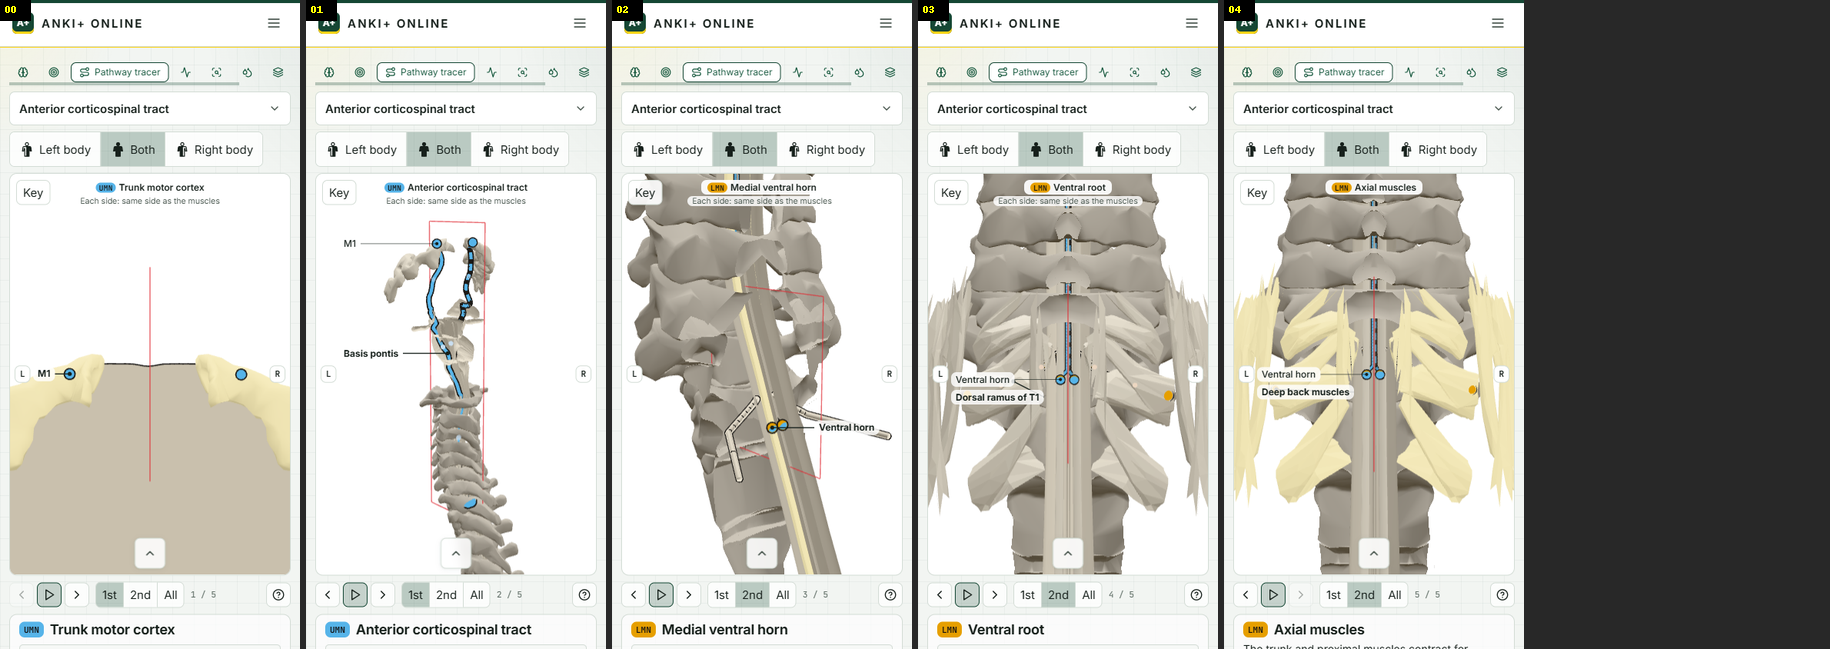 00
A+ ANKI+ ONLINE
Pathway tracer
Anterior corticospinal tract
Left body Both Right body
Key
UMN Trunk motor cortex
Each side: same side as the muscles
L M1 R
1st 2nd All 1 / 5
UMN Trunk motor cortex
01
A+ ANKI+ ONLINE
Pathway tracer
Anterior corticospinal tract
Left body Both Right body
Key
UMN Anterior corticospinal tract
Each side: same side as the muscles
M1
Basis pontis
L R
1st 2nd All 2 / 5
UMN Anterior corticospinal tract
02
A+ ANKI+ ONLINE
Pathway tracer
Anterior corticospinal tract
Left body Both Right body
Key
LMN Medial ventral horn
Each side: same side as the muscles
L R
Ventral horn
1st 2nd All 3 / 5
LMN Medial ventral horn
03
A+ ANKI+ ONLINE
Pathway tracer
Anterior corticospinal tract
Left body Both Right body
Key
LMN Ventral root
Each side: same side as the muscles
L R
Ventral horn
Dorsal ramus of T1
1st 2nd All 4 / 5
LMN Ventral root
04
A+ ANKI+ ONLINE
Pathway tracer
Anterior corticospinal tract
Left body Both Right body
Key
LMN Axial muscles
L Ventral horn R
Deep back muscles
1st 2nd All 5 / 5
LMN Axial muscles
The trunk and proximal muscles contract for